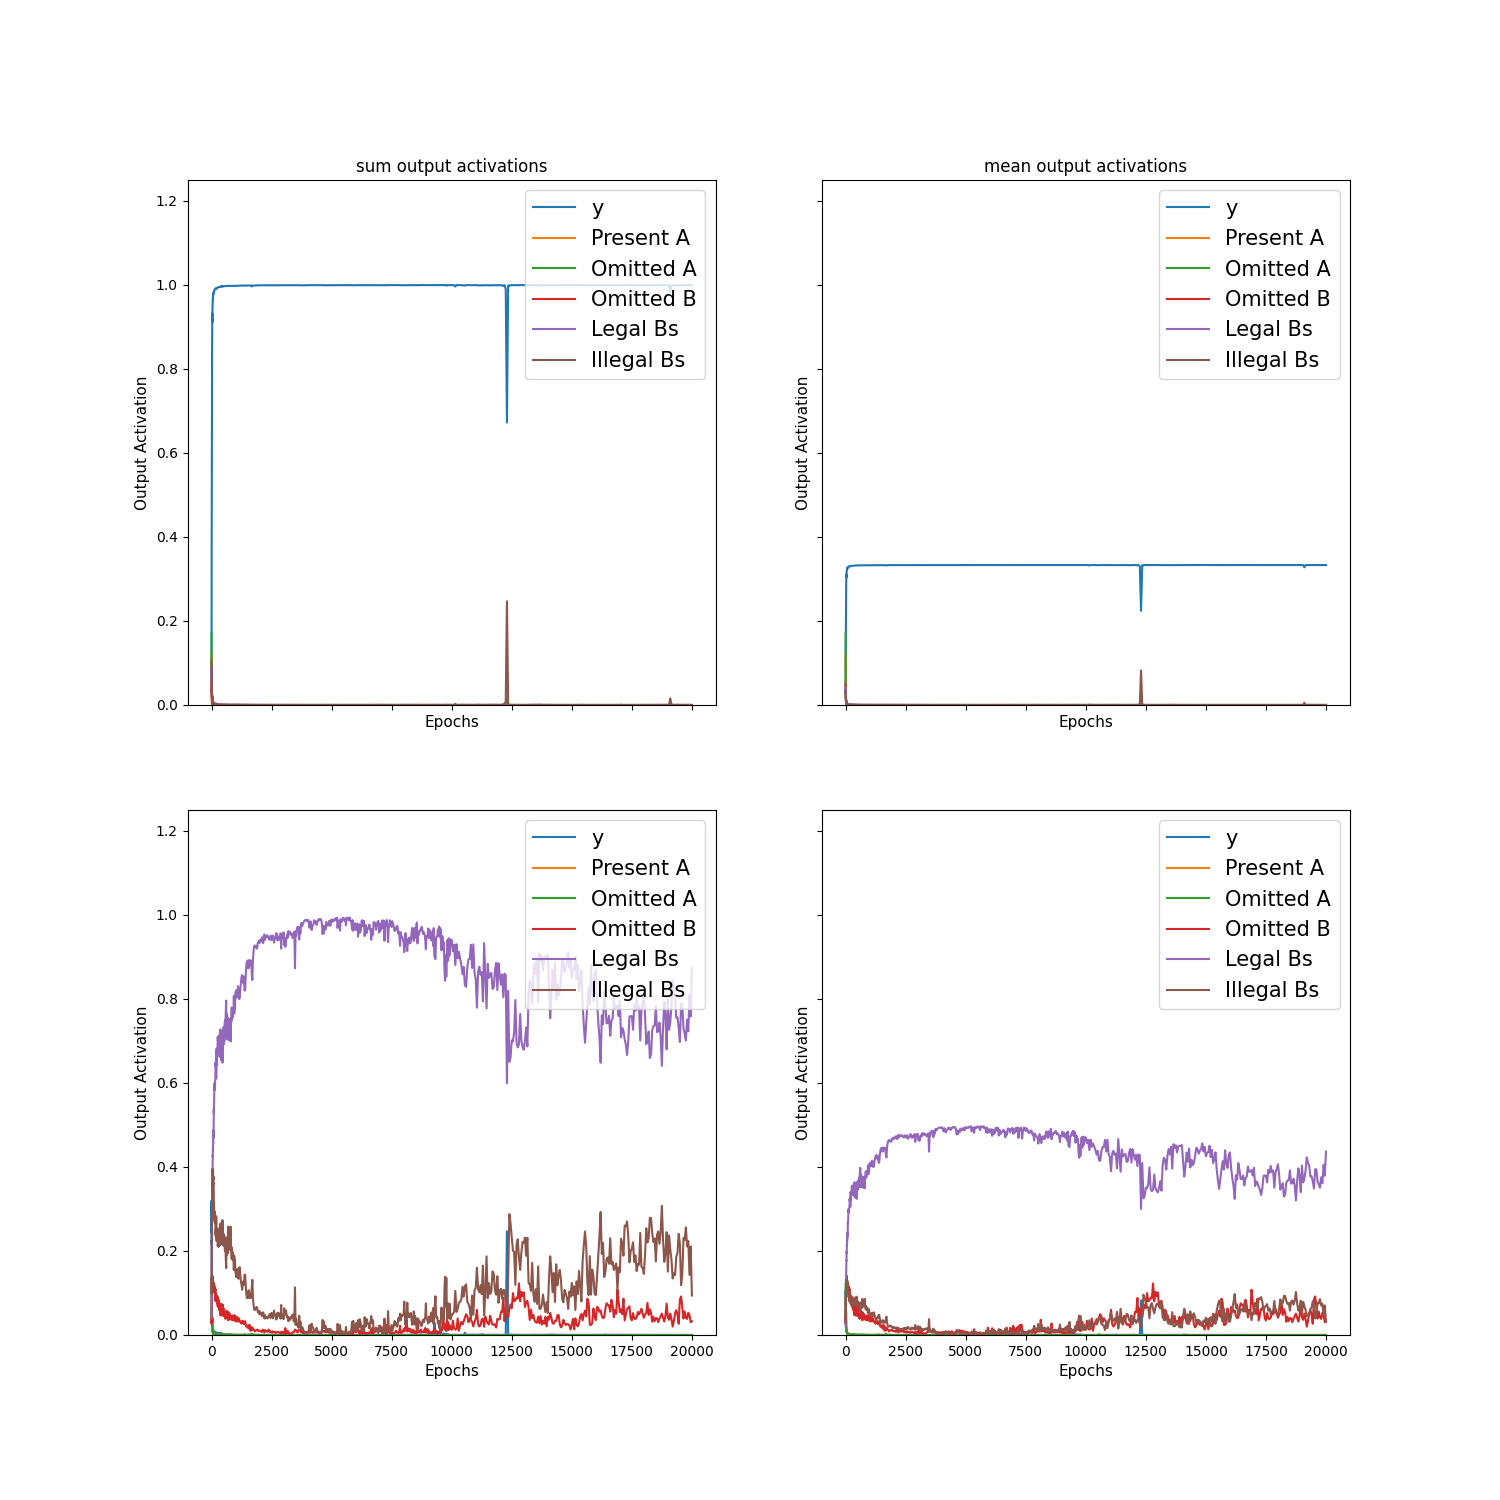 sum output activations
mean output activations
1.2
1.0
0.8
0.6
0.4
0.2
0.0
Output Activation
Epochs
y
Present A
Omitted A
Omitted B
Legal Bs
Illegal Bs
Output Activation
Epochs
y
Present A
Omitted A
Omitted B
Legal Bs
Illegal Bs
1.2
1.0
0.8
0.6
0.4
0.2
0.0
Output Activation
0 2500 5000 7500 10000 12500 15000 17500 20000
Epochs
y
Present A
Omitted A
Omitted B
Legal Bs
Illegal Bs
Output Activation
0 2500 5000 7500 10000 12500 15000 17500 20000
Epochs
y
Present A
Omitted A
Omitted B
Legal Bs
Illegal Bs